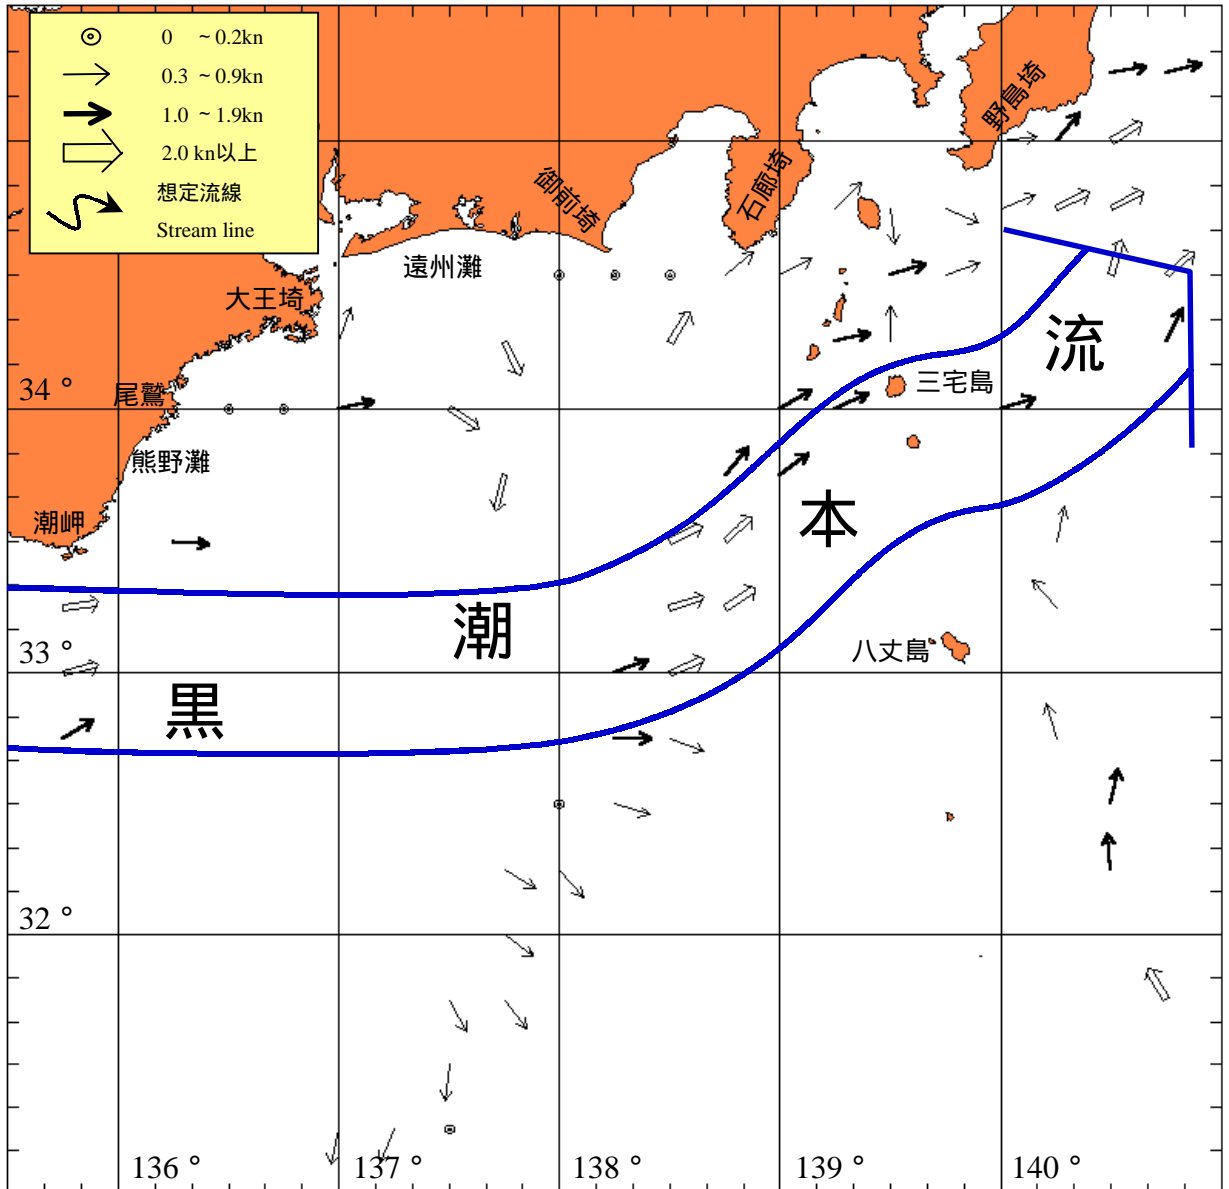 0 ~ 0.2kn
0.3 ~ 0.9kn
1.0 ~ 1.9kn
2.0 kn以上
想定流線
Stream line
野島埼
石廊埼
御前埼
遠州灘
大王埼
尾鷲
熊野灘
潮岬
三宅島
八丈島
34 °
33 °
32 °
黒
潮
本
流
136 °
137 °
138 °
139 °
140 °